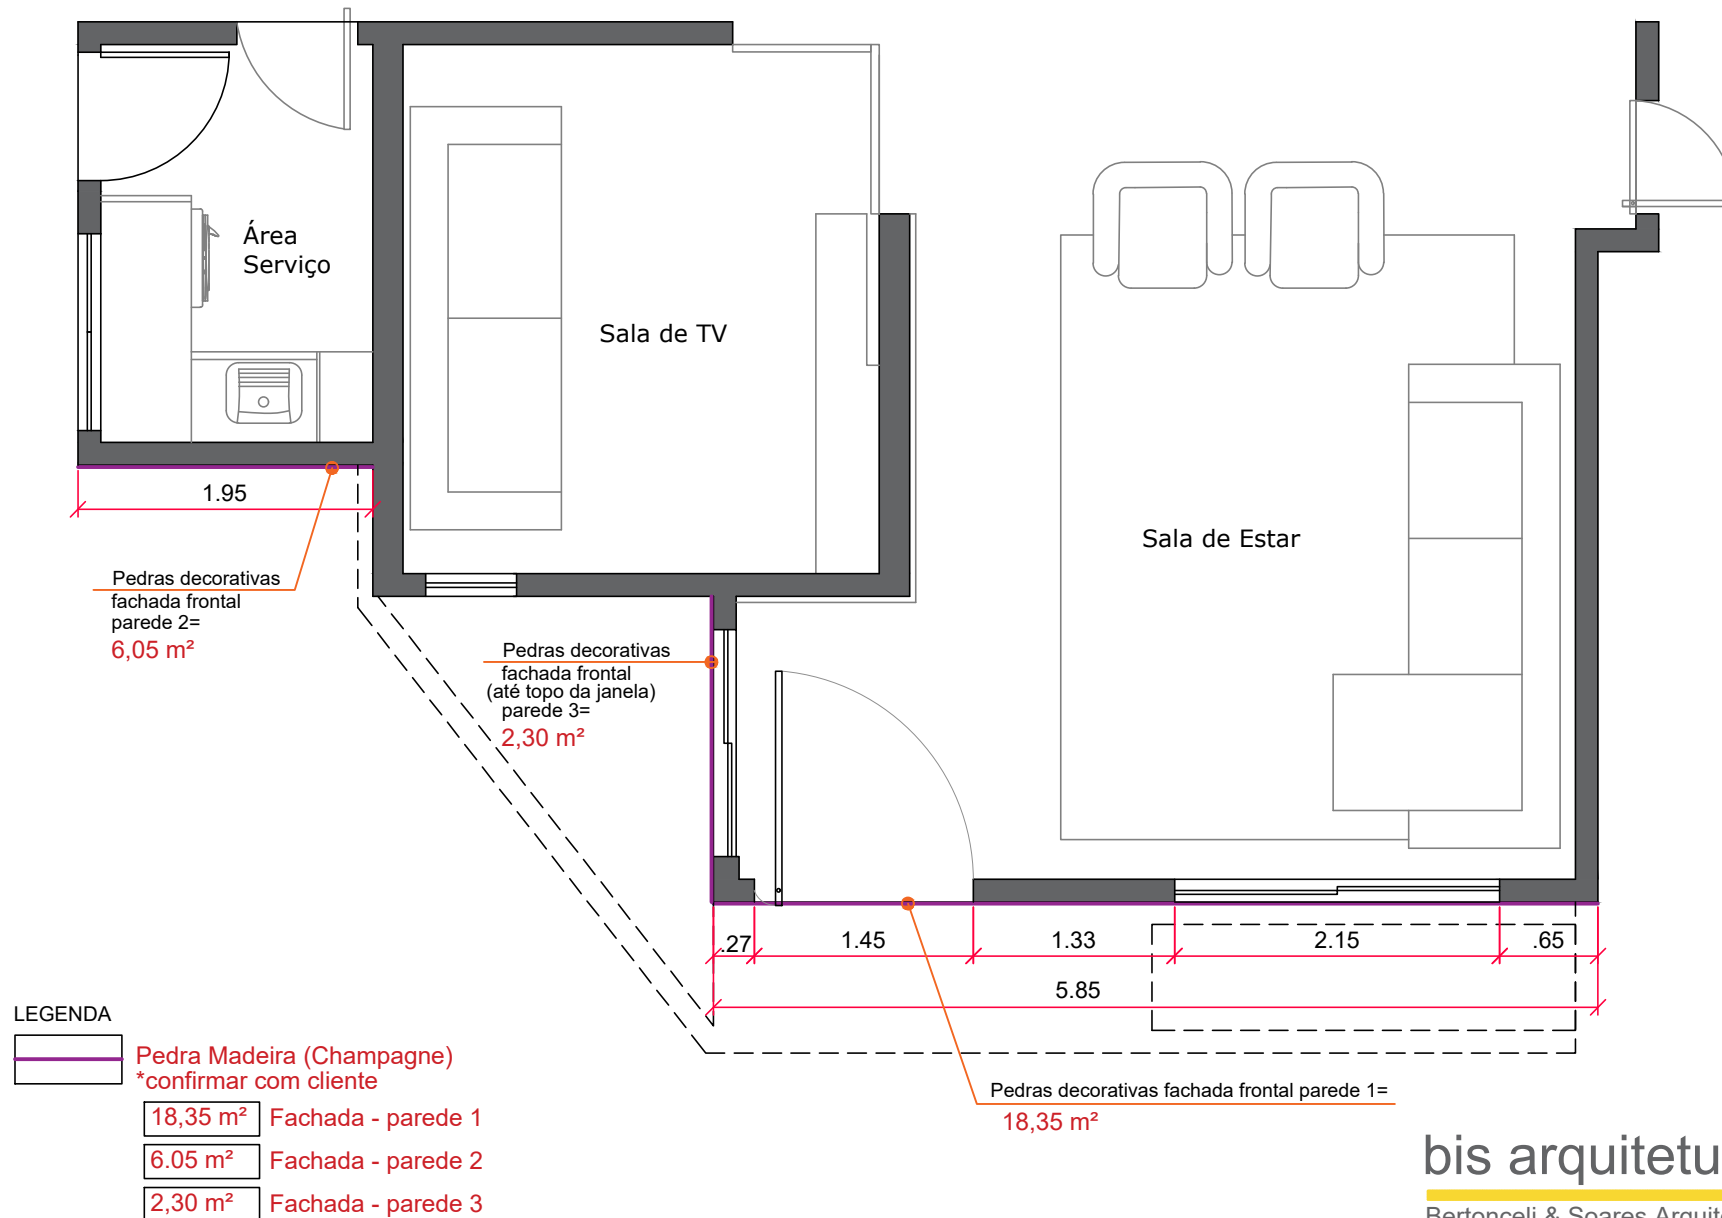 Área
Serviço
Sala de TV
Sala de Estar
1.95
Pedras decorativas
fachada frontal
parede 2=
6,05 m²
Pedras decorativas
fachada frontal
(até topo da janela)
parede 3=
2,30 m²
.27
1.45
1.33
2.15
.65
5.85
Pedras decorativas fachada frontal parede 1=
18,35 m²
LEGENDA
Pedra Madeira (Champagne)
*confirmar com cliente
18,35 m² Fachada - parede 1
6.05 m² Fachada - parede 2
2,30 m² Fachada - parede 3
bis arquitetu
Bertonceli & Soares Arquit